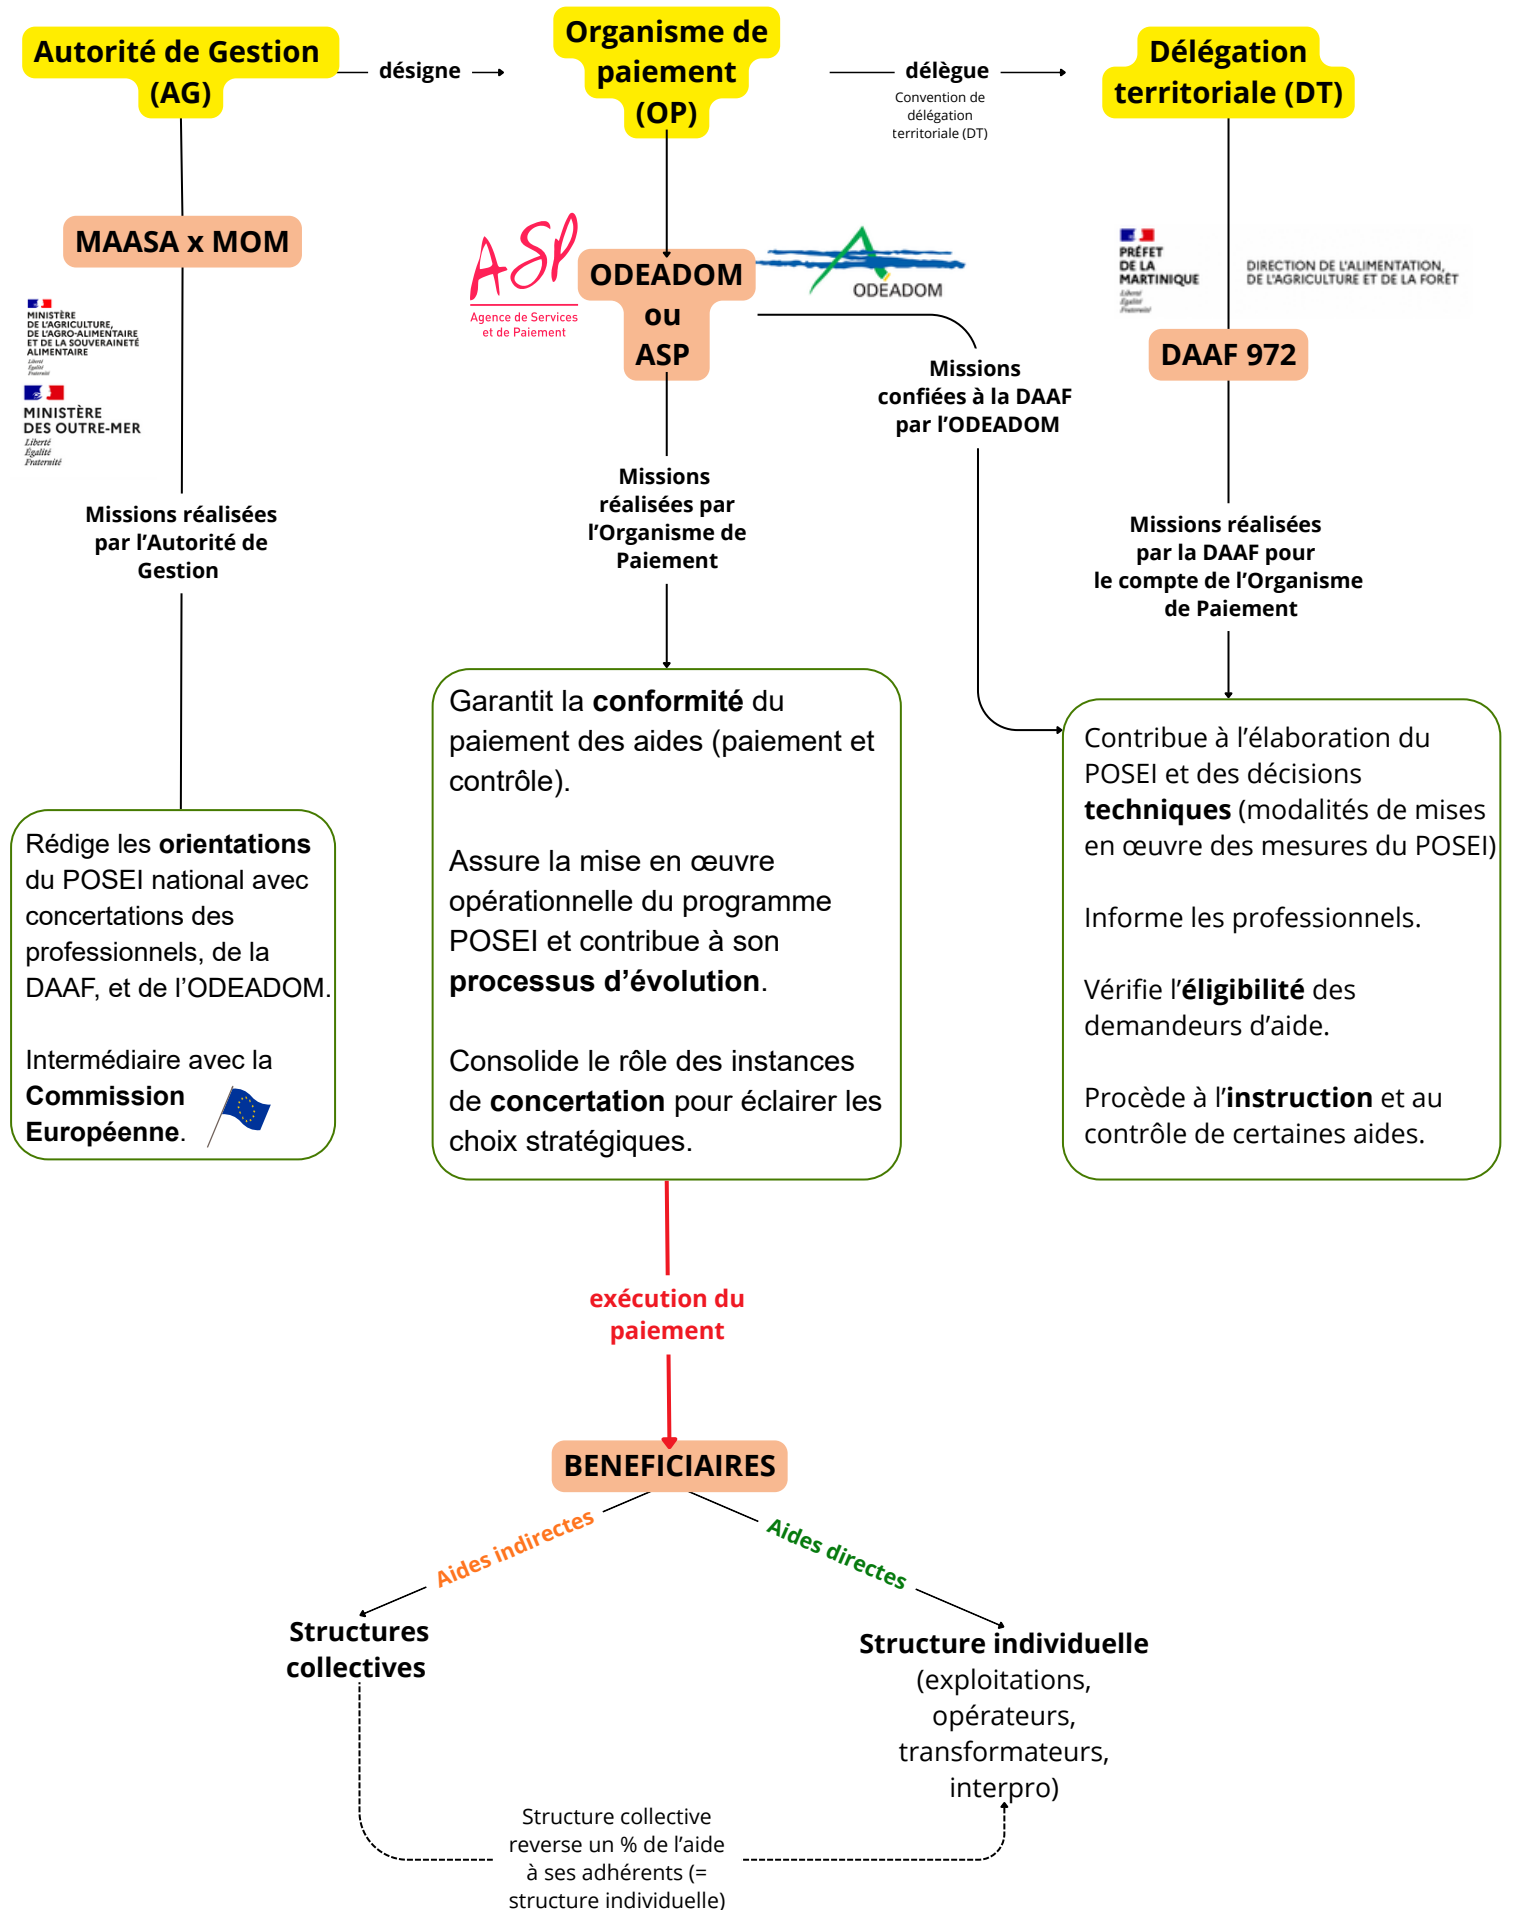 Autorité de Gestion
(AG)
désigne
Organisme de
paiement
(OP)
délègue
Convention de
délégation
territoriale (DT)
Délégation
territoriale (DT)
MAASA x MOM
MINISTÈRE
DE L'AGRICULTURE,
DE L'AGRO-ALIMENTAIRE
ET DE LA SOUVERAINETÉ
ALIMENTAIRE
Liberté
Égalité
Fraternité
MINISTÈRE
DES OUTRE-MER
Liberté
Égalité
Fraternité
ASP
Agence de Services
et de Paiement
ODEADOM
ou
ASP
ODEADOM
PRÉFET
DE LA
MARTINIQUE
Liberté
Égalité
Fraternité
DIRECTION DE L'ALIMENTATION,
DE L'AGRICULTURE ET DE LA FORÊT
DAAF 972
Missions
confiées à la DAAF
par l'ODEADOM
Missions réalisées
par l'Autorité de
Gestion
Missions
réalisées par
l'Organisme de
Paiement
Missions réalisées
par la DAAF pour
le compte de l'Organisme
de Paiement
Rédige les orientations
du POSEI national avec
concertations des
professionnels, de la
DAAF, et de l'ODEADOM.
Intermédiaire avec la
Commission
Européenne.
Garantit la conformité du
paiement des aides (paiement et
contrôle).
Assure la mise en œuvre
opérationnelle du programme
POSEI et contribue à son
processus d'évolution.
Consolide le rôle des instances
de concertation pour éclairer les
choix stratégiques.
Contribue à l'élaboration du
POSEI et des décisions
techniques (modalités de mises
en œuvre des mesures du POSEI)
Informe les professionnels.
Vérifie l'éligibilité des
demandeurs d'aide.
Procède à l'instruction et au
contrôle de certaines aides.
exécution du
paiement
BENEFICIAIRES
Aides indirectes
Aides directes
Structures
collectives
Structure individuelle
(exploitations,
opérateurs,
transformateurs,
interpro)
Structure collective
reverse un % de l'aide
à ses adhérents (=
structure individuelle)